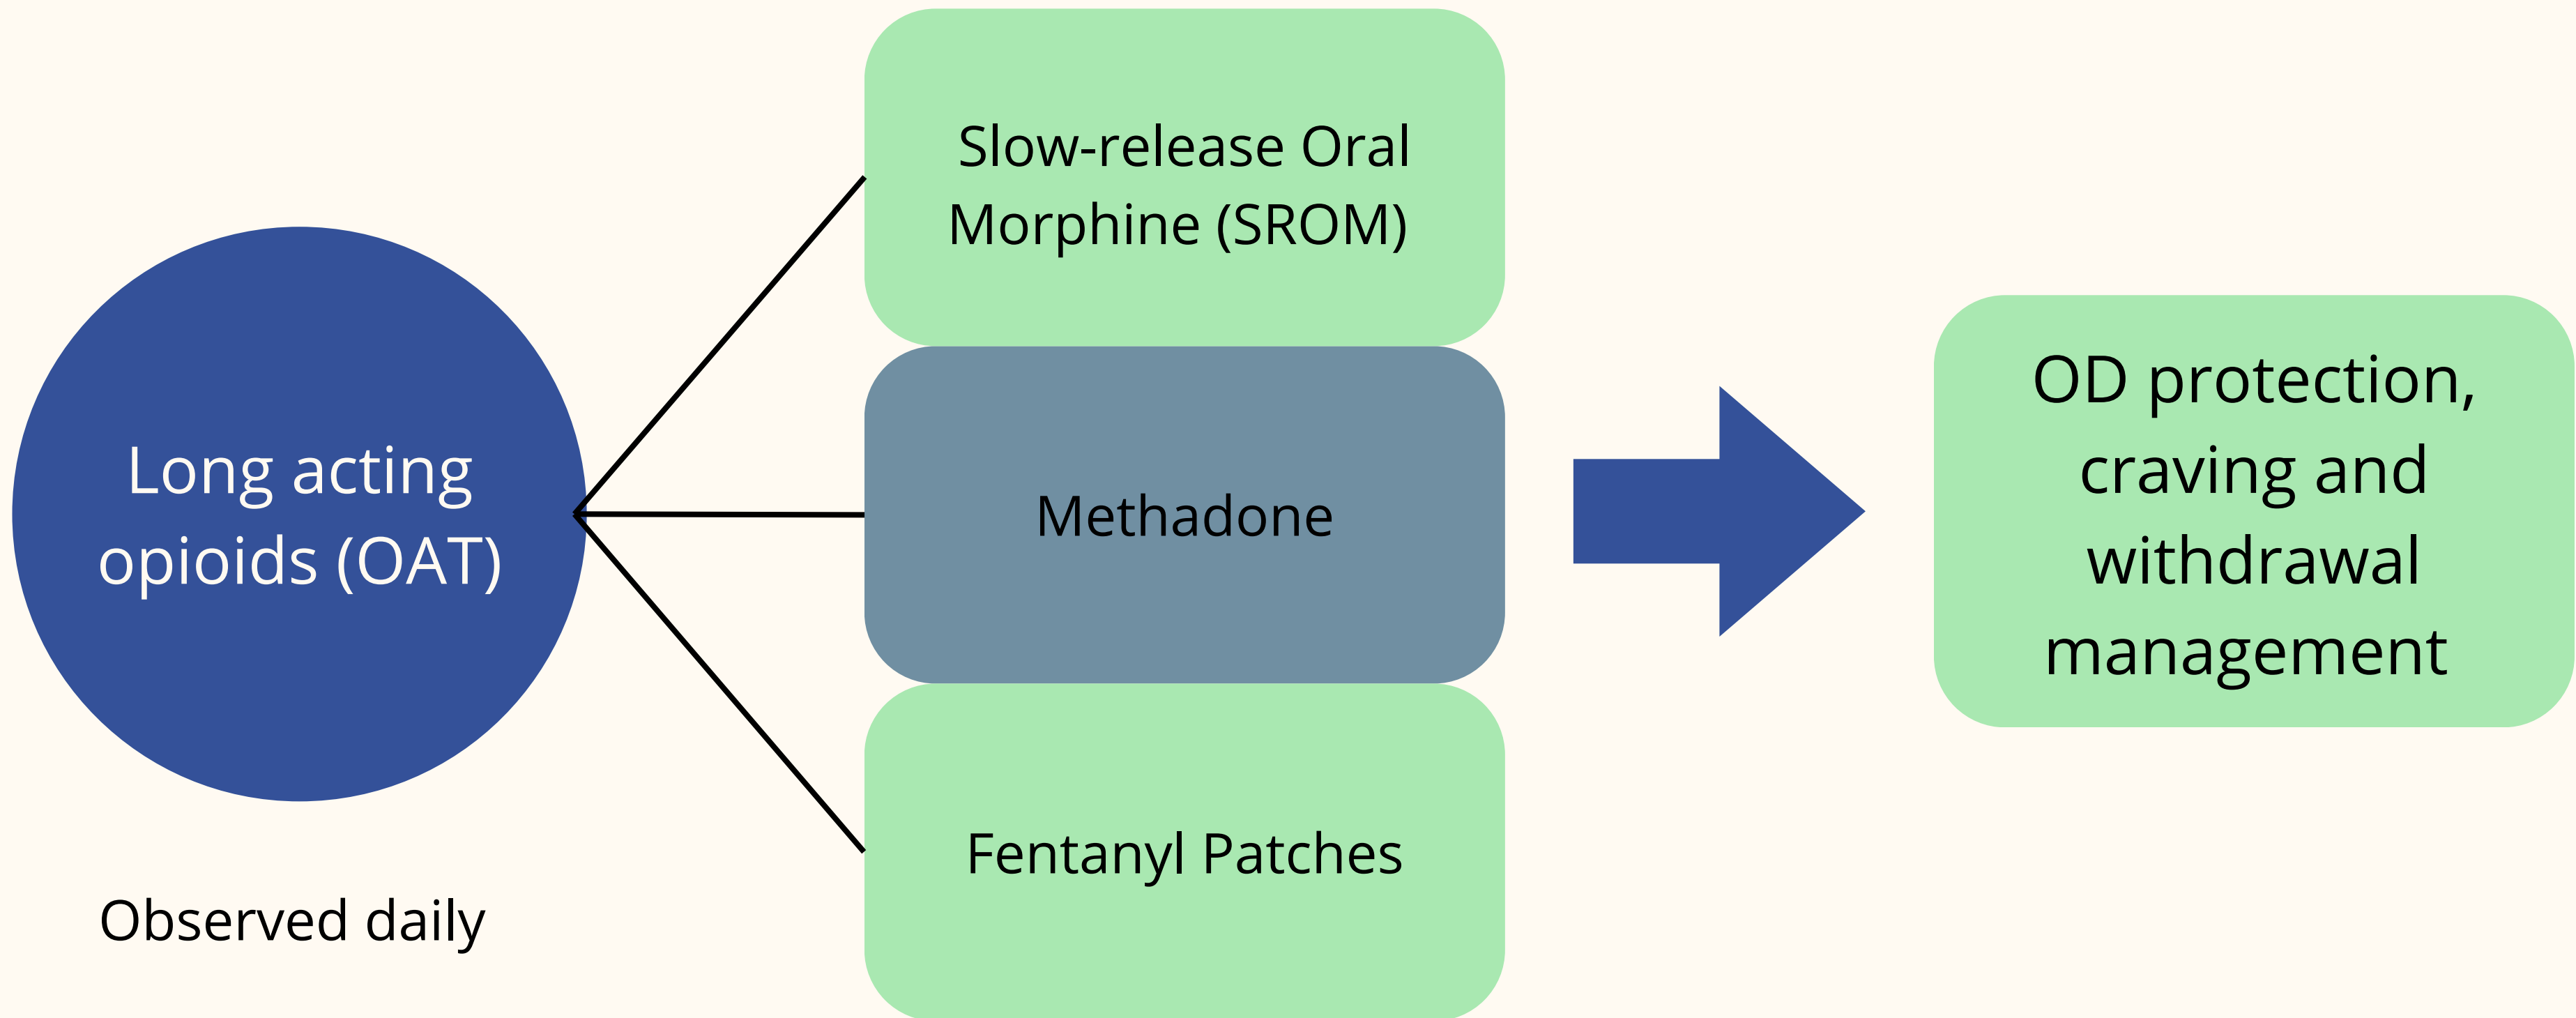 Long acting
opioids (OAT)
Observed daily
Slow-release Oral
Morphine (SROM)
Methadone
Fentanyl Patches
OD protection,
craving and
withdrawal
management